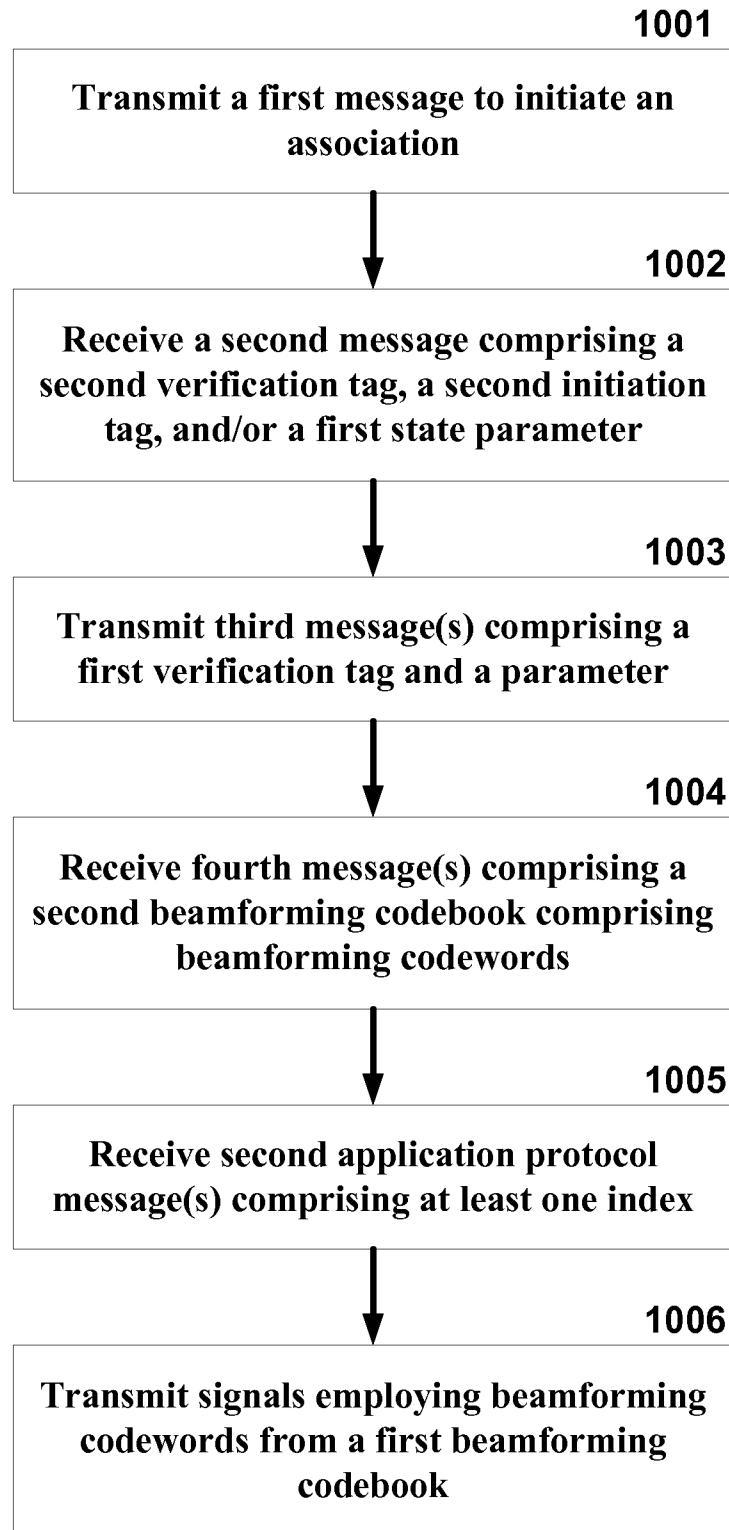 1001
Transmit a first message to initiate an
association
1002
Receive a second message comprising a
second verification tag, a second initiation
tag, and/or a first state parameter
1003
Transmit third message(s) comprising a
first verification tag and a parameter
1004
Receive fourth message(s) comprising a
second beamforming codebook comprising
beamforming codewords
1005
Receive second application protocol
message(s) comprising at least one index
1006
Transmit signals employing beamforming
codewords from a first beamforming
codebook